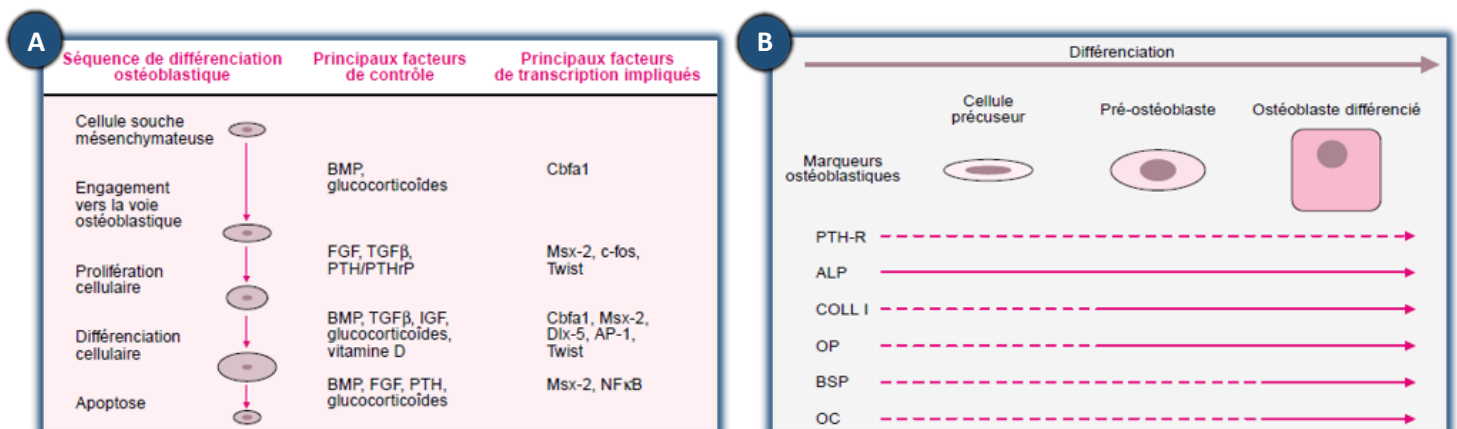 A
Séquence de différenciation
ostéoblastique
Principaux facteurs
de contrôle
Principaux facteurs
de transcription impliqués
Cellule souche
mésenchymateuse
BMP,
glucocorticoïdes
Cbfa1
Engagement
vers la voie
ostéoblastique
FGF, TGFβ,
PTH/PTHrP
Msx-2, c-fos,
Twist
Prolifération
cellulaire
BMP, TGFβ, IGF,
glucocorticoïdes,
vitamine D
Cbfa1, Msx-2,
Dlx-5, AP-1,
Twist
Différenciation
cellulaire
BMP, FGF, PTH,
glucocorticoïdes
Msx-2, NFκB
Apoptose
B
Différenciation
Cellule
précuseur
Pré-ostéoblaste
Ostéoblaste différencié
Marqueurs
ostéoblastiques
PTH-R
ALP
COLL I
OP
BSP
OC